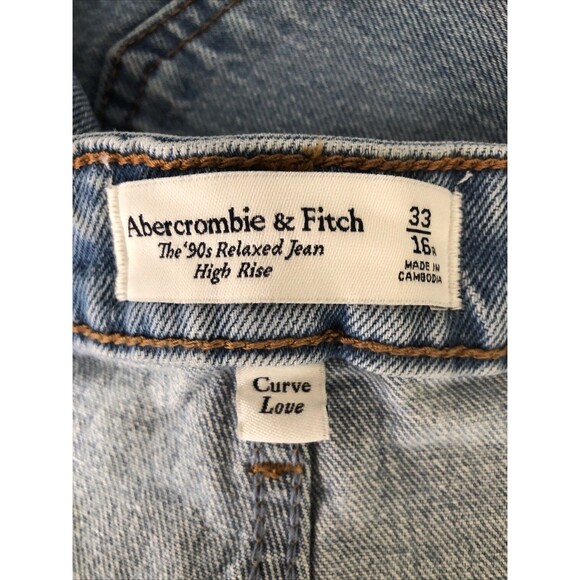 Abercrombie & Fitch
The '90s Relaxed Jean
High Rise
33
16R
MADE IN
CAMBODIA
Curve
Love